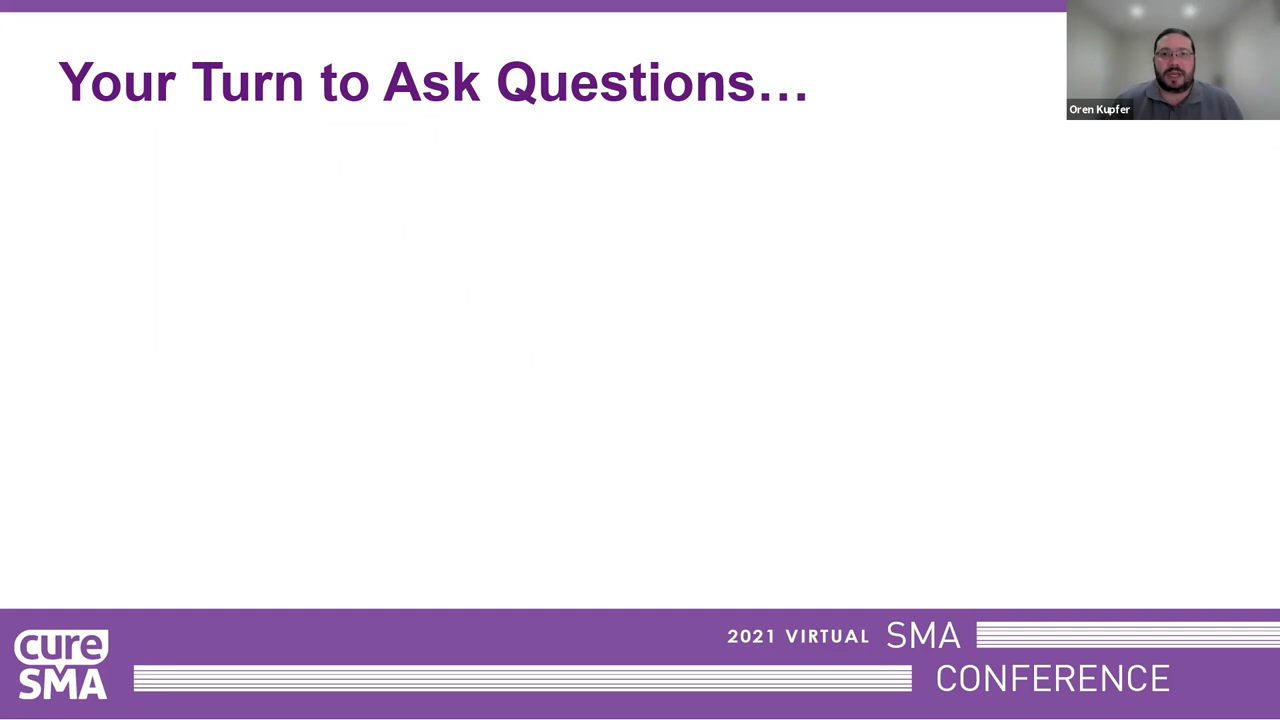 Your Turn to Ask Questions…
Oren Kupfer
2021 VIRTUAL SMA
CONFERENCE
cure
SMA